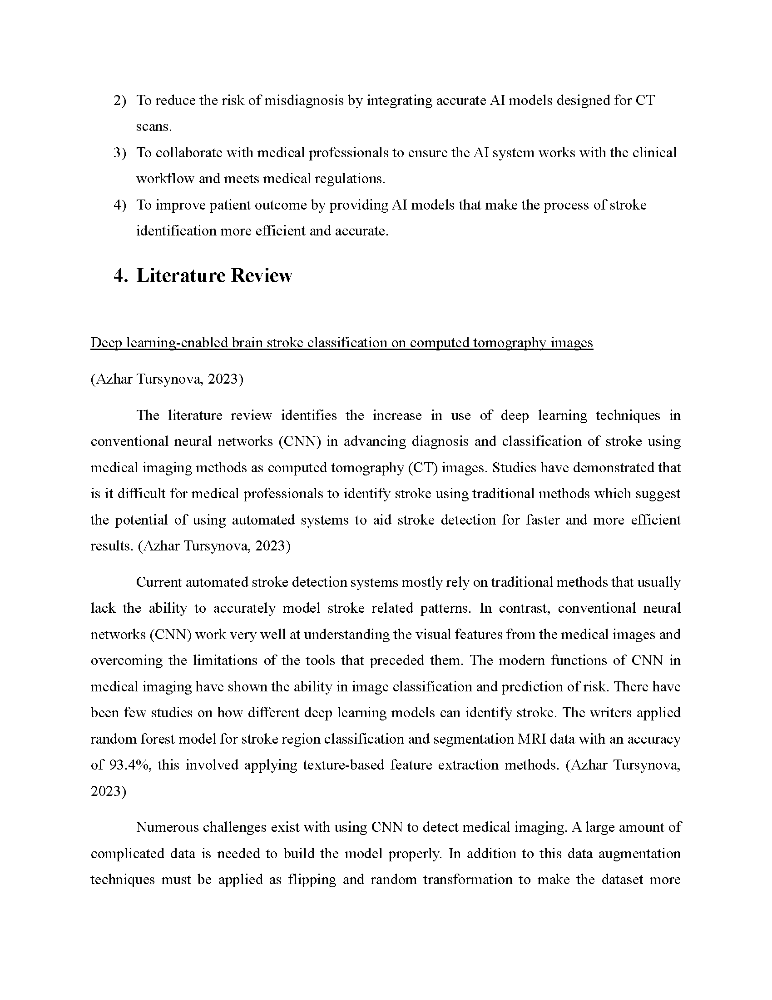 2) To reduce the risk of misdiagnosis by integrating accurate AI models designed for CT
scans.
3) To collaborate with medical professionals to ensure the AI system works with the clinical
workflow and meets medical regulations.
4) To improve patient outcome by providing AI models that make the process of stroke
identification more efficient and accurate.
4. Literature Review
Deep learning-enabled brain stroke classification on computed tomography images
(Azhar Tursynova, 2023)
The literature review identifies the increase in use of deep learning techniques in
conventional neural networks (CNN) in advancing diagnosis and classification of stroke using
medical imaging methods as computed tomography (CT) images. Studies have demonstrated that
is it difficult for medical professionals to identify stroke using traditional methods which suggest
the potential of using automated systems to aid stroke detection for faster and more efficient
results. (Azhar Tursynova, 2023)
Current automated stroke detection systems mostly rely on traditional methods that usually
lack the ability to accurately model stroke related patterns. In contrast, conventional neural
networks (CNN) work very well at understanding the visual features from the medical images and
overcoming the limitations of the tools that preceded them. The modern functions of CNN in
medical imaging have shown the ability in image classification and prediction of risk. There have
been few studies on how different deep learning models can identify stroke. The writers applied
random forest model for stroke region classification and segmentation MRI data with an accuracy
of 93.4%, this involved applying texture-based feature extraction methods. (Azhar Tursynova,
2023)
Numerous challenges exist with using CNN to detect medical imaging. A large amount of
complicated data is needed to build the model properly. In addition to this data augmentation
techniques must be applied as flipping and random transformation to make the dataset more